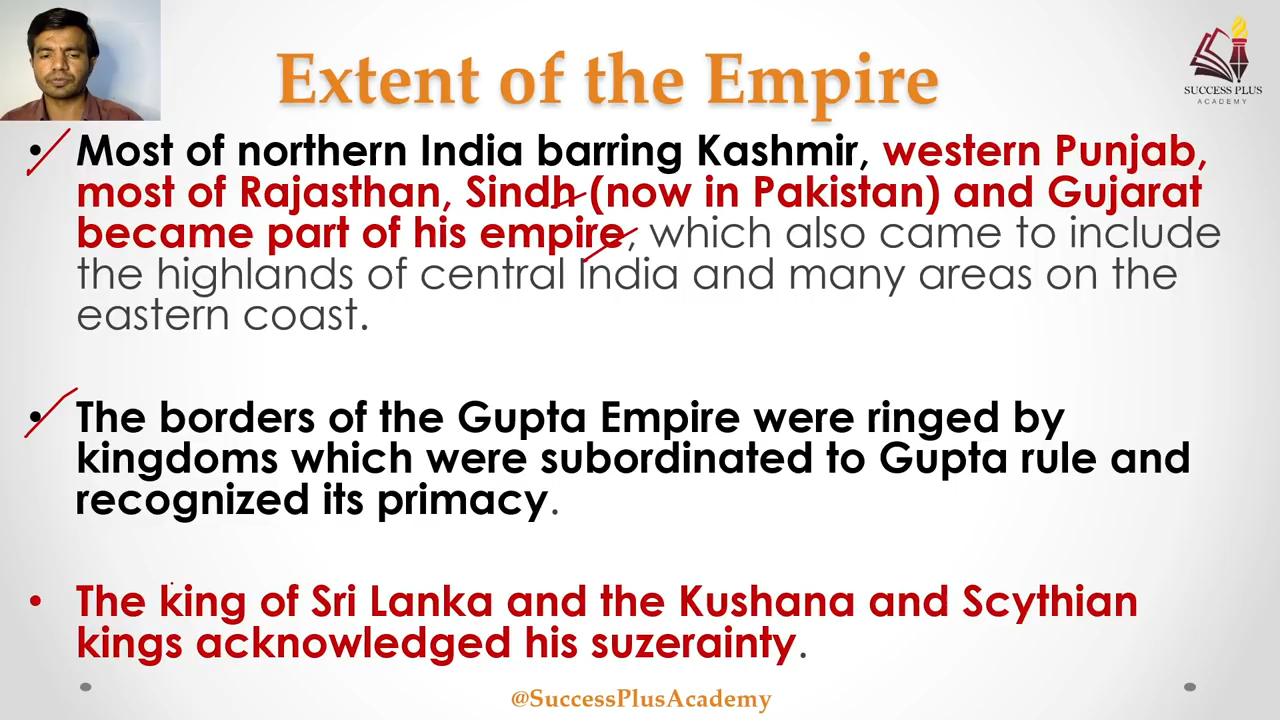 Extent of the Empire
SUCCESS PLUS
ACADEMY
• Most of northern India barring Kashmir, western Punjab,
most of Rajasthan, Sindh (now in Pakistan) and Gujarat
became part of his empire, which also came to include
the highlands of central India and many areas on the
eastern coast.
• The borders of the Gupta Empire were ringed by
kingdoms which were subordinated to Gupta rule and
recognized its primacy.
• The king of Sri Lanka and the Kushana and Scythian
kings acknowledged his suzerainty.
@SuccessPlusAcademy